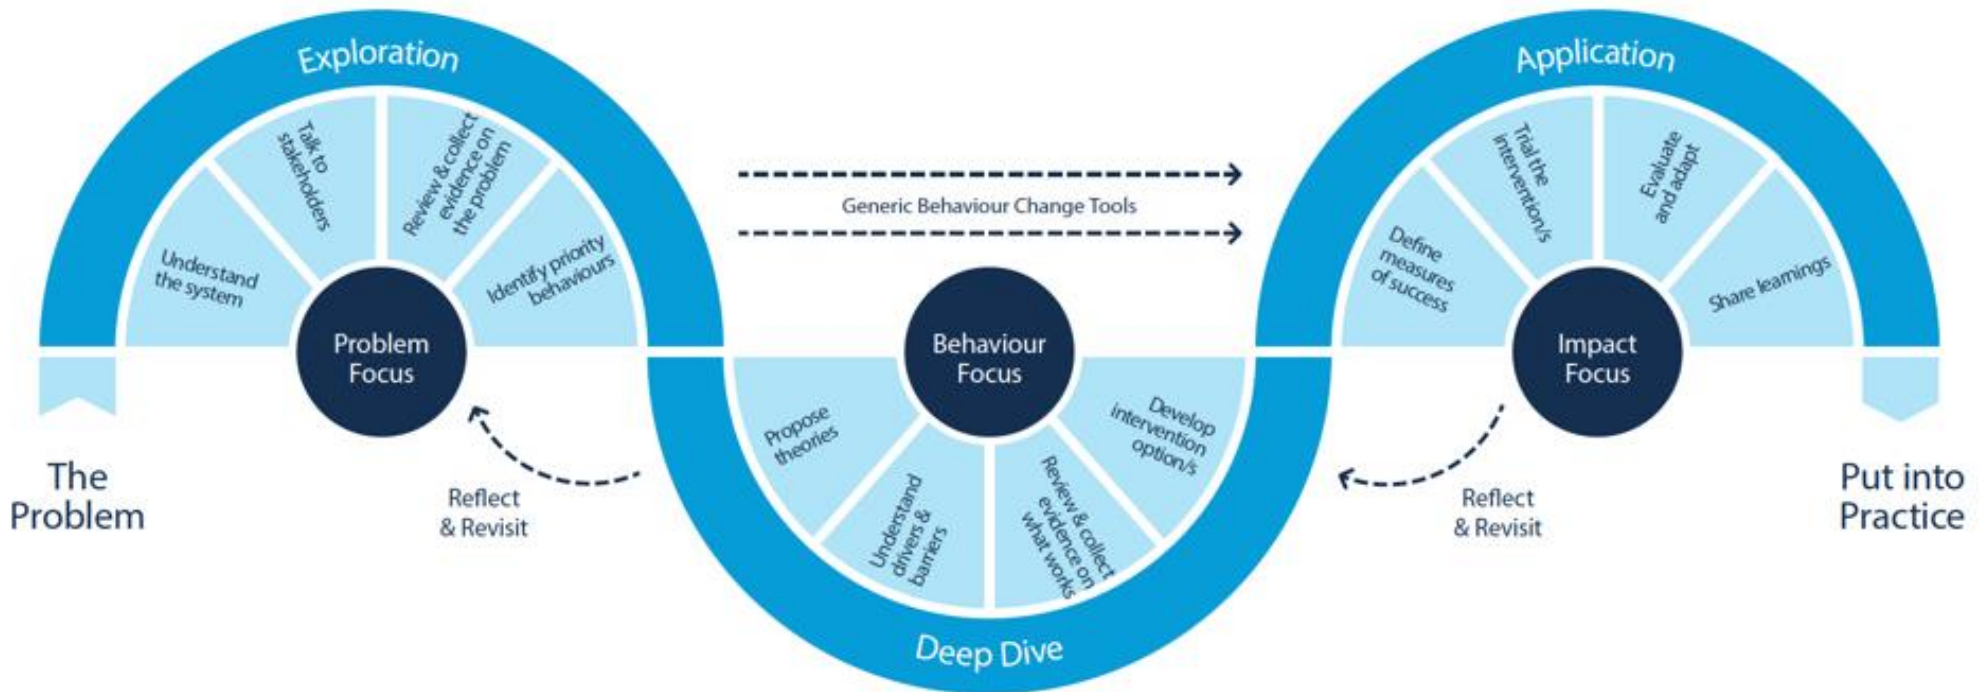 Exploration
Understand
the system
Talk to
stakeholders
Review & collect
evidence on
the problem
Identify priority
behaviours
Problem
Focus
The
Problem
Reflect
& Revisit
Generic Behaviour Change Tools
Behaviour
Focus
Propose
theories
Understand
drivers &
barriers
Review & collect
evidence on
what works
Develop
intervention
option/s
Deep Dive
Application
Define
measures
of success
Trial the
intervention/s
Evaluate
and adapt
Share learnings
Impact
Focus
Reflect
& Revisit
Put into
Practice